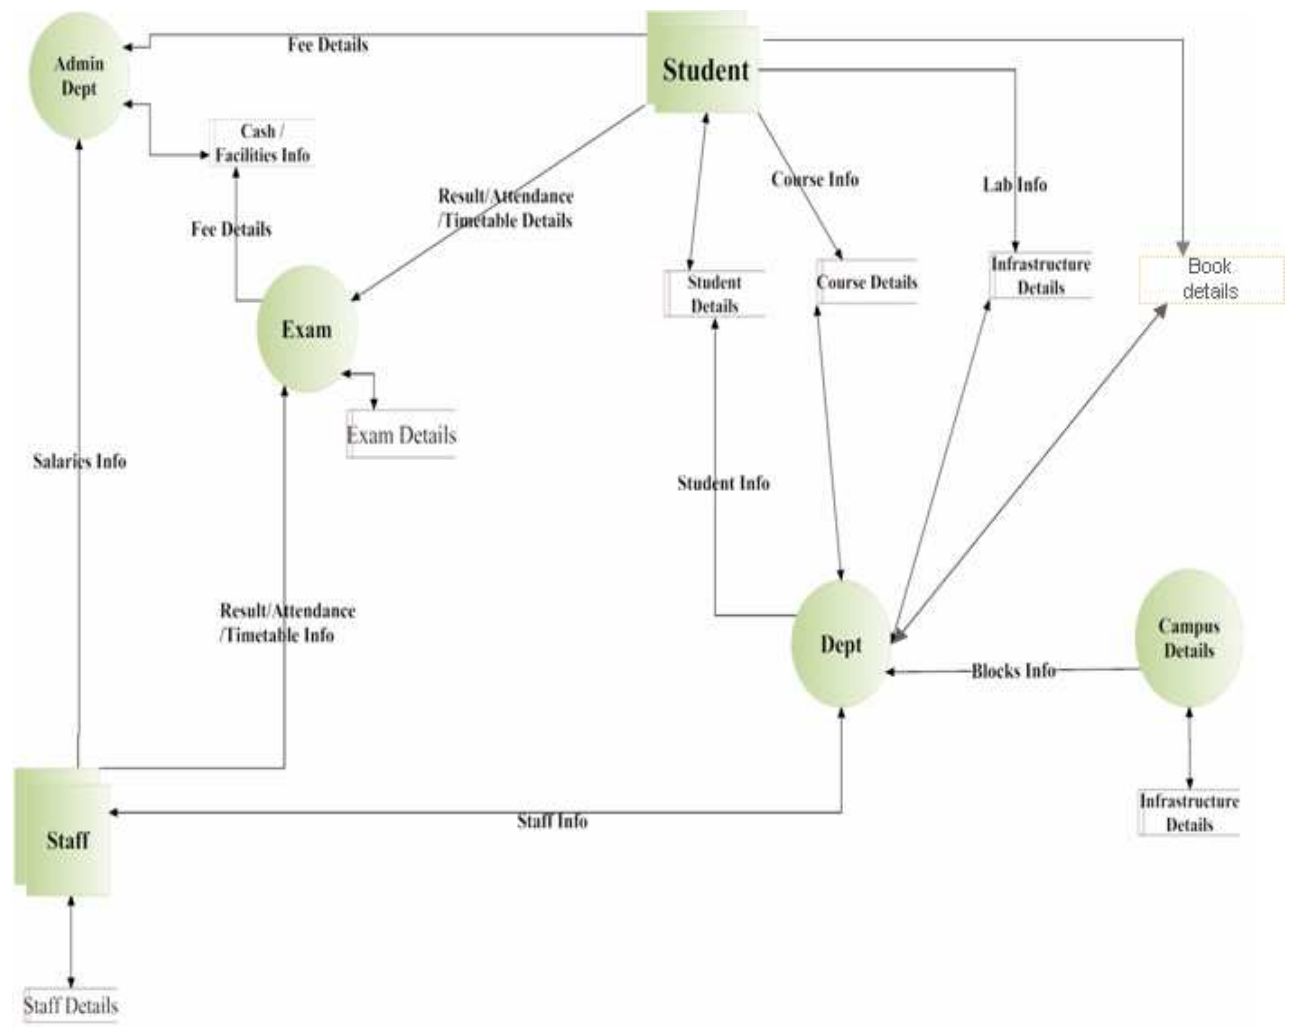 Fee Details
Student
Admin
Dept
Cash /
Facilities Info
Course Info
Lab Info
Result/Attendance
/Timetable Details
Fee Details
Infrastructure
Details
Book
details
Student
Details
Course Details
Exam
Exam Details
Salaries Info
Student Info
Result/Attendance
/Timetable Info
Dept
Campus
Details
Blocks Info
Infrastructure
Details
Staff Info
Staff
Staff Details